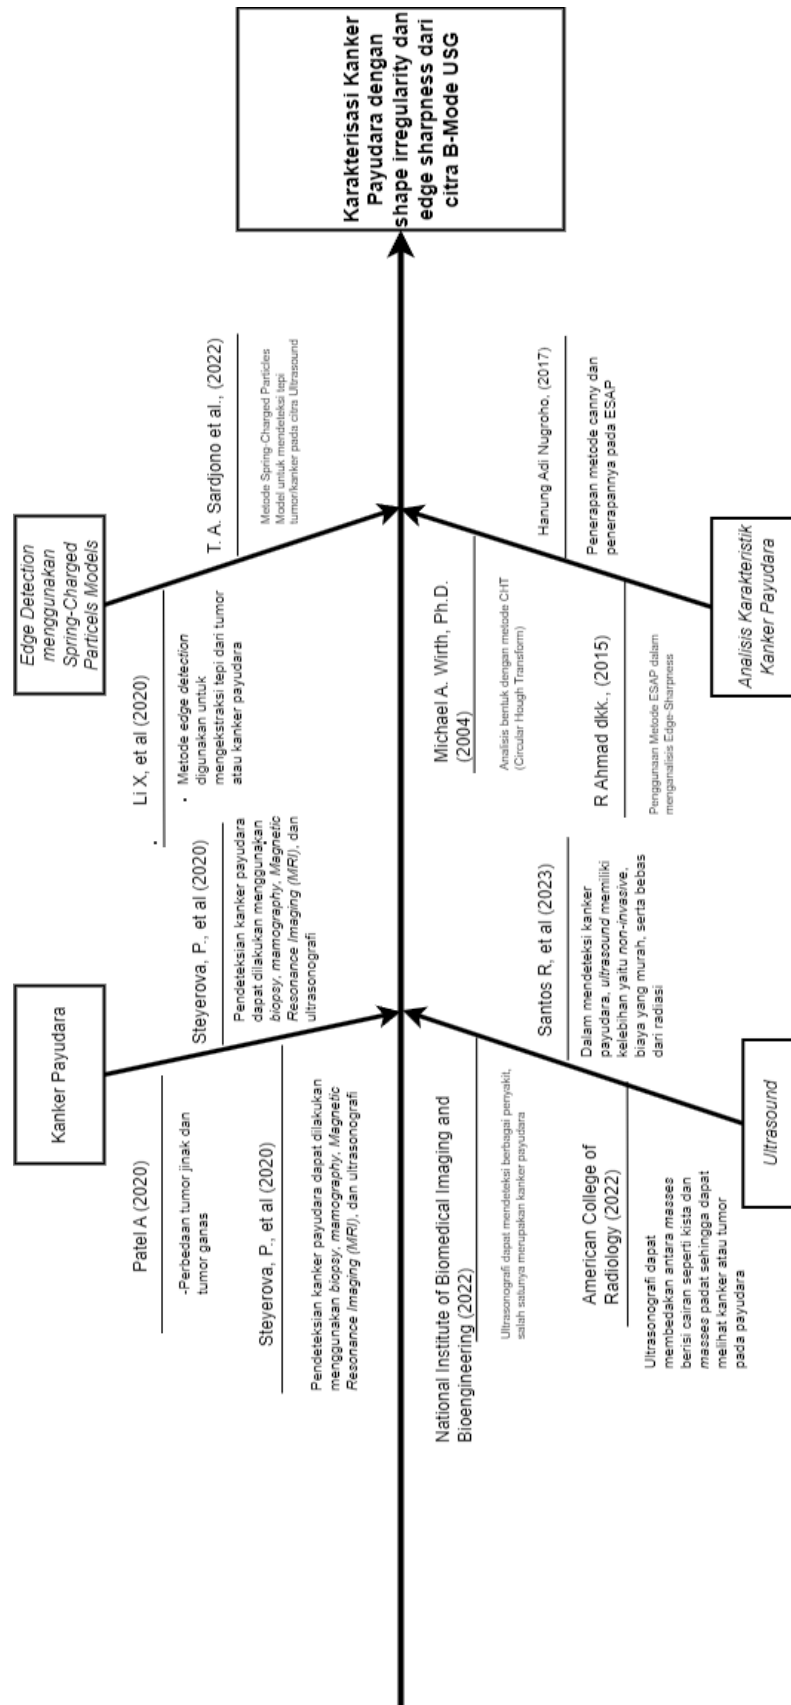 Kanker Payudara
Patel A (2020)
-Perbedaan tumor jinak dan
tumor ganas
Steyerova, P., et al (2020)
Pendeteksian kanker payudara dapat dilakukan
menggunakan biopsy, mamography, Magnetic
Resonance Imaging (MRI), dan ultrasonografi
Steyerova, P., et al (2020)
Pendeteksian kanker payudara
dapat dilakukan menggunakan
biopsy, mamography, Magnetic
Resonance Imaging (MRI), dan
ultrasonografi
Edge Detection
menggunakan
Spring-Charged
Particels Models
Li X, et al (2020)
•
• Metode edge detection
digunakan untuk
mengekstraksi tepi dari tumor
atau kanker payudara
T. A. Sardjono et al., (2022)
Metode Spring-Charged Particles
Model untuk mendeteksi tepi
tumor/kanker pada citra Ultrasound
Karakterisasi Kanker
Payudara dengan
shape irregularity dan
edge sharpness dari
citra B-Mode USG
National Institute of Biomedical Imaging and
Bioengineering (2022)
Ultrasonografi dapat mendeteksi berbagai penyakit,
salah satunya merupakan kanker payudara
American College of
Radiology (2022)
Ultrasonografi dapat
membedakan antara masses
berisi cairan seperti kista dan
masses padat sehingga dapat
melihat kanker atau tumor
pada payudara
Santos R, et al (2023)
Dalam mendeteksi kanker
payudara, ultrasound memiliki
kelebihan yaitu non-invasive,
biaya yang murah, serta bebas
dari radiasi
Ultrasound
Michael A. Wirth, Ph.D.
(2004)
Analisis bentuk dengan metode CHT
(Circular Hough Transform)
R Ahmad dkk., (2015)
Penggunaan Metode ESAP dalam
menganalisis Edge-Sharpness
Hanung Adi Nugroho, (2017)
Penerapan metode canny dan
penerapannya pada ESAP
Analisis Karakteristik
Kanker Payudara